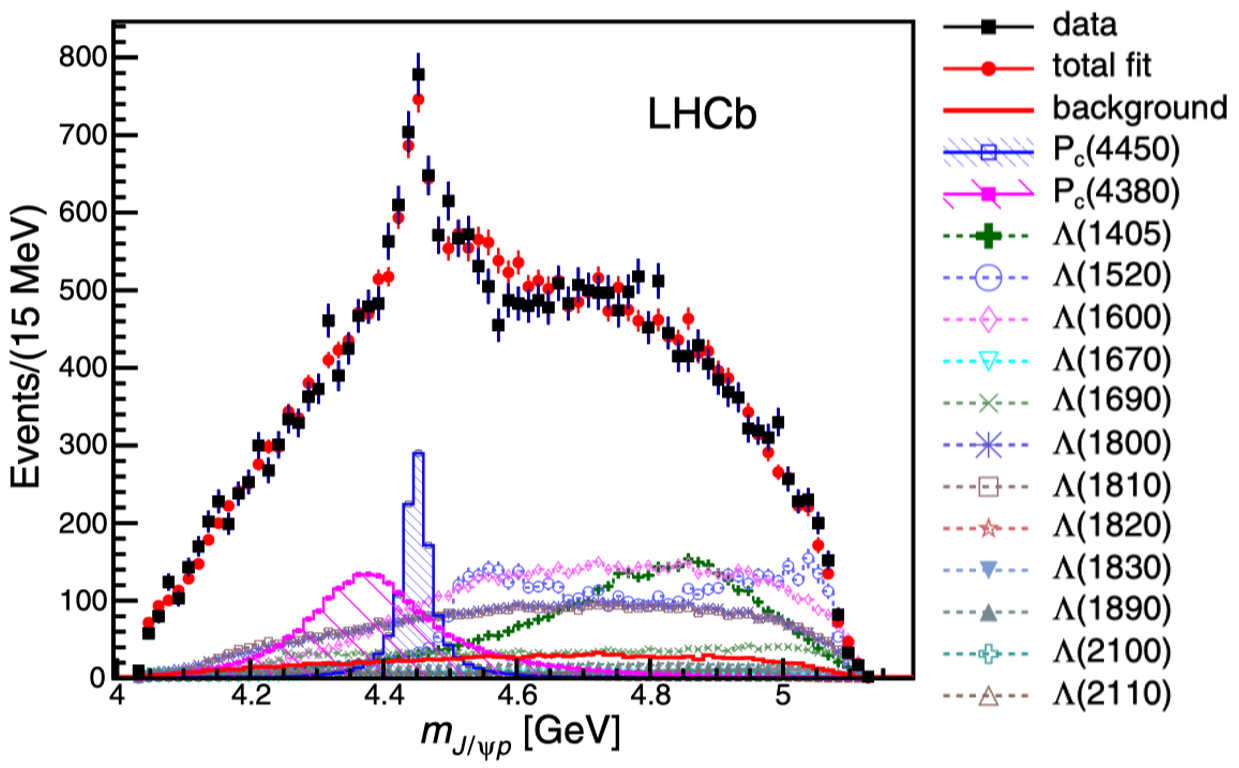 LHCb
Events/(15 MeV)
800
700
600
500
400
300
200
100
0
4
4.2
4.4
4.6
4.8
5
m_{J/ψp} [GeV]
data
total fit
background
P_c(4450)
P_c(4380)
Λ(1405)
Λ(1520)
Λ(1600)
Λ(1670)
Λ(1690)
Λ(1800)
Λ(1810)
Λ(1820)
Λ(1830)
Λ(1890)
Λ(2100)
Λ(2110)